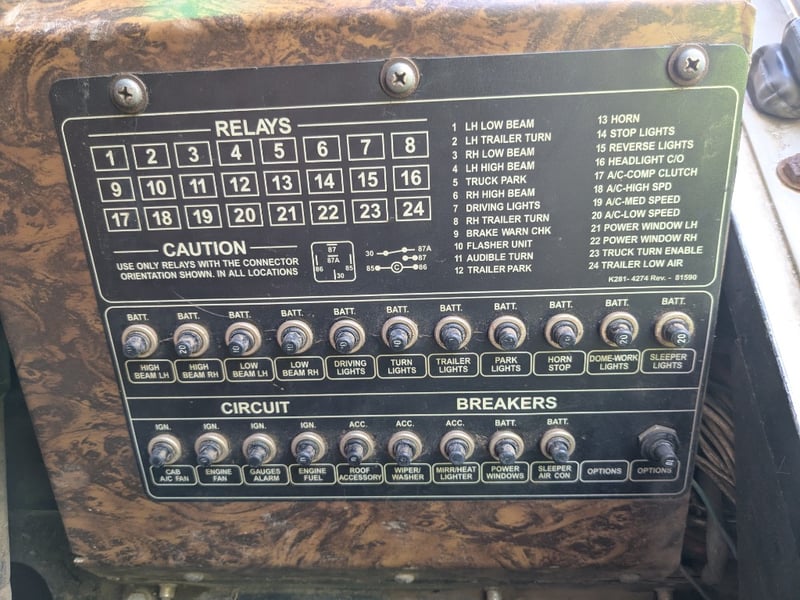 RELAYS
1 2 3 4 5 6 7 8
9 10 11 12 13 14 15 16
17 18 19 20 21 22 23 24
CAUTION
USE ONLY RELAYS WITH THE CONNECTOR
ORIENTATION SHOWN. IN ALL LOCATIONS
87
87A
86 85
30
30 87A
87
85 C 86
1 LH LOW BEAM
2 LH TRAILER TURN
3 RH LOW BEAM
4 LH HIGH BEAM
5 TRUCK PARK
6 RH HIGH BEAM
7 DRIVING LIGHTS
8 RH TRAILER TURN
9 BRAKE WARN CHK
10 FLASHER UNIT
11 AUDIBLE TURN
12 TRAILER PARK
13 HORN
14 STOP LIGHTS
15 REVERSE LIGHTS
16 HEADLIGHT C/O
17 A/C-COMP CLUTCH
18 A/C-HIGH SPD
19 A/C-MED SPEED
20 A/C-LOW SPEED
21 POWER WINDOW LH
22 POWER WINDOW RH
23 TRUCK TURN ENABLE
24 TRAILER LOW AIR
K281- 4274 Rev. - 81590
BATT. BATT. BATT. BATT. BATT. BATT. BATT. BATT. BATT. BATT. BATT.
20 20 20
HIGH BEAM LH
HIGH BEAM RH
LOW BEAM LH
LOW BEAM RH
DRIVING LIGHTS
TURN LIGHTS
TRAILER LIGHTS
PARK LIGHTS
HORN STOP
DOME-WORK LIGHTS
SLEEPER LIGHTS
CIRCUIT BREAKERS
IGN. IGN. IGN. IGN. ACC. ACC. ACC. BATT. BATT.
CAB A/C FAN
ENGINE FAN
GAUGES ALARM
ENGINE FUEL
ROOF ACCESSORY
WIPER/ WASHER
MIRR/HEAT LIGHTER
POWER WINDOWS
SLEEPER AIR CON
OPTIONS
OPTIONS